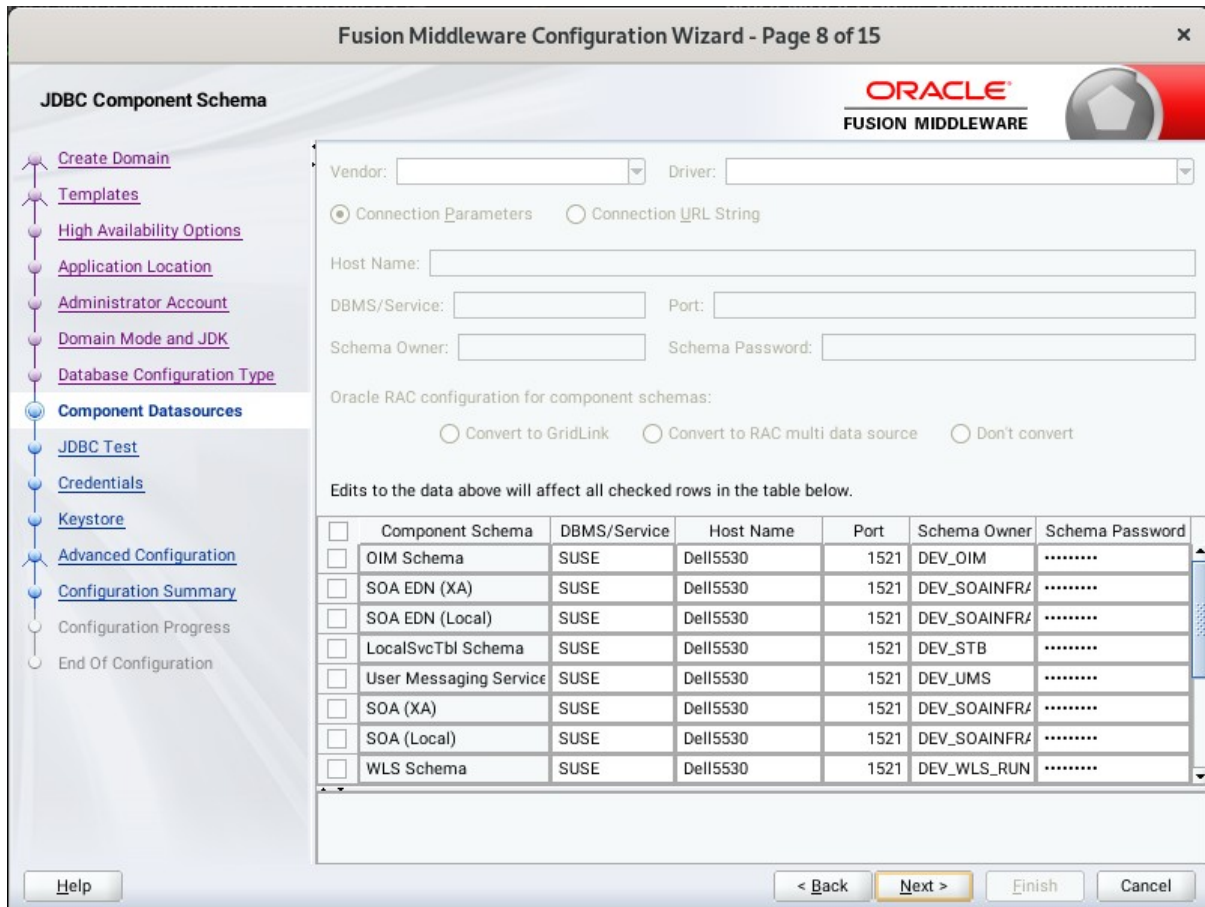 Fusion Middleware Configuration Wizard - Page 8 of 15
JDBC Component Schema
ORACLE
FUSION MIDDLEWARE
Create Domain
Templates
High Availability Options
Application Location
Administrator Account
Domain Mode and JDK
Database Configuration Type
Component Datasources
JDBC Test
Credentials
Keystore
Advanced Configuration
Configuration Summary
Configuration Progress
End Of Configuration
Vendor: Driver:
Connection Parameters Connection URL String
Host Name:
DBMS/Service: Port:
Schema Owner: Schema Password:
Oracle RAC configuration for component schemas:
Convert to GridLink Convert to RAC multi data source Don't convert
Edits to the data above will affect all checked rows in the table below.
Component Schema DBMS/Service Host Name Port Schema Owner Schema Password
OIM Schema SUSE Dell5530 1521 DEV_OIM •••••••••
SOA EDN (XA) SUSE Dell5530 1521 DEV_SOAINFRA •••••••••
SOA EDN (Local) SUSE Dell5530 1521 DEV_SOAINFRA •••••••••
LocalSvcTbl Schema SUSE Dell5530 1521 DEV_STB •••••••••
User Messaging Service SUSE Dell5530 1521 DEV_UMS •••••••••
SOA (XA) SUSE Dell5530 1521 DEV_SOAINFRA •••••••••
SOA (Local) SUSE Dell5530 1521 DEV_SOAINFRA •••••••••
WLS Schema SUSE Dell5530 1521 DEV_WLS_RUN •••••••••
Help < Back Next > Finish Cancel